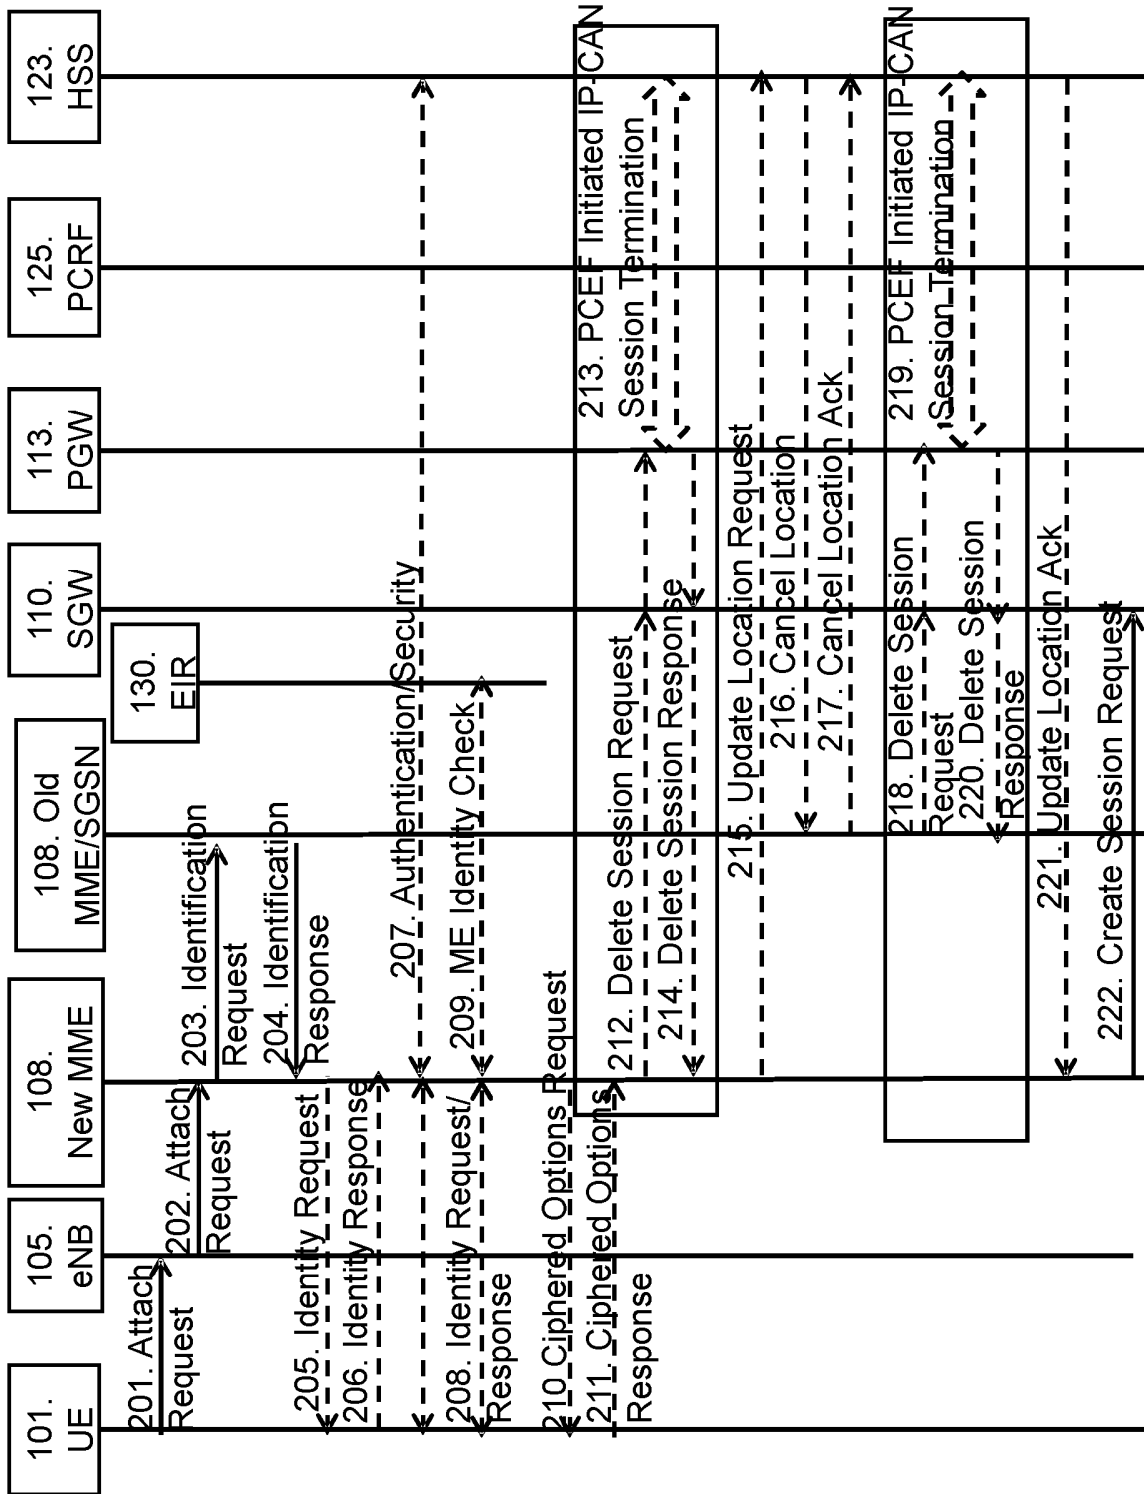 101.
UE
105.
eNB
108.
New MME
108. Old
MME/SGSN
130.
EIR
110.
SGW
113.
PGW
125.
PCRF
123.
HSS
201. Attach
Request
202. Attach
Request
203. Identification
Request
204. Identification
Response
205. Identity Request
206. Identity Response
207. Authentication/Security
208. Identity Request/
Response
209. ME Identity Check
210 Ciphered Options Request
211. Ciphered Options
Response
212. Delete Session Request
213. PCEF Initiated IP-CAN
Session Termination
214. Delete Session Response
215. Update Location Request
216. Cancel Location
217. Cancel Location Ack
218. Delete Session
Request
219. PCEF Initiated IP-CAN
Session Termination
220. Delete Session
Response
221. Update Location Ack
222. Create Session Request